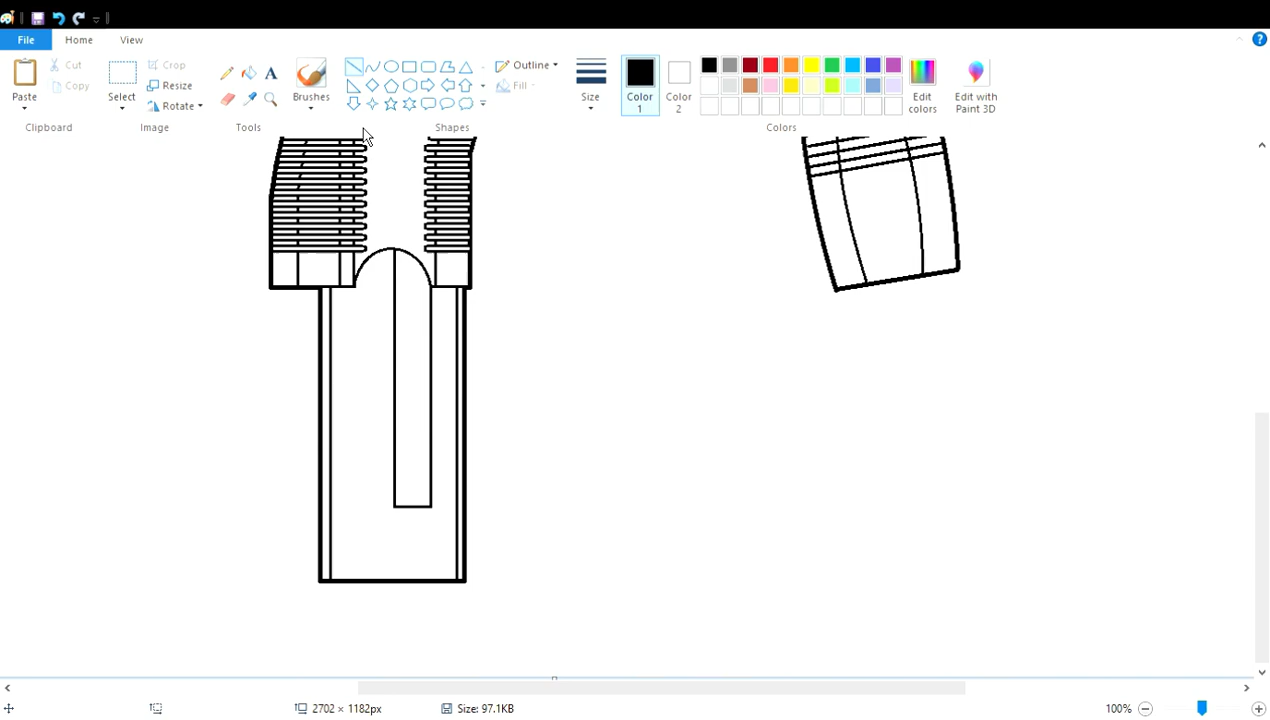 File Home View
Paste Cut Copy
Select Crop Resize Rotate
Brushes
Outline Fill
Size
Color 1 Color 2
Edit colors
Edit with Paint 3D
Clipboard Image Tools Shapes Colors
2702 × 1182px Size: 97.1KB 100%